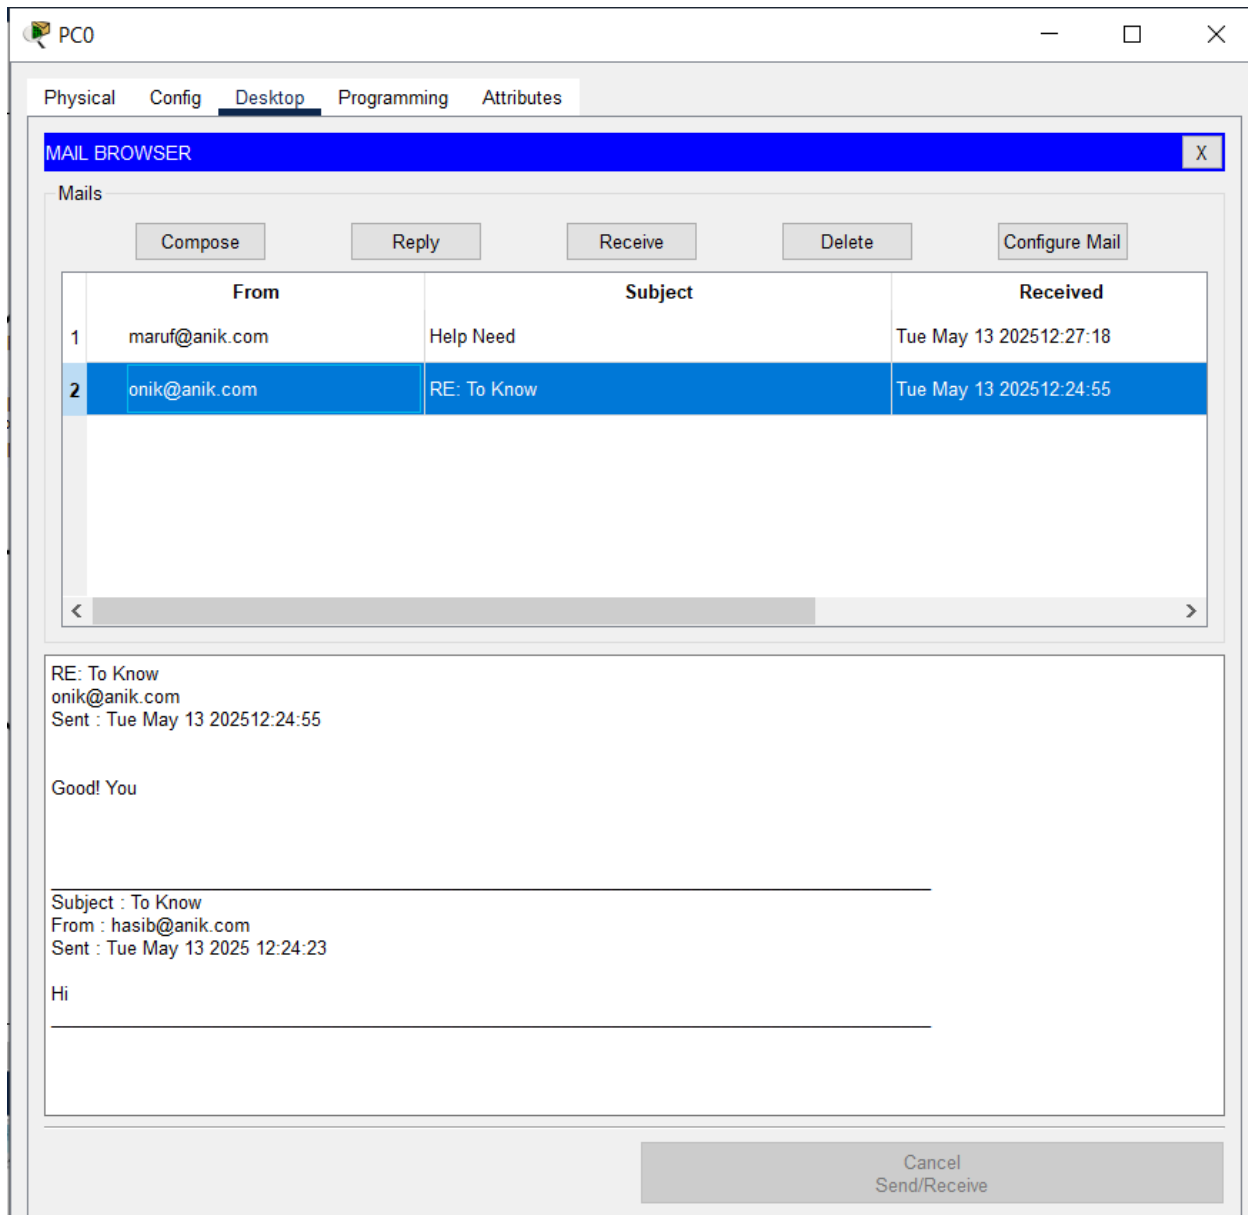 PC0
Physical Config Desktop Programming Attributes
MAIL BROWSER X
Mails
Compose Reply Receive Delete Configure Mail
From Subject Received
1 maruf@anik.com Help Need Tue May 13 202512:27:18
2 onik@anik.com RE: To Know Tue May 13 202512:24:55
RE: To Know
onik@anik.com
Sent : Tue May 13 202512:24:55
Good! You
Subject : To Know
From : hasib@anik.com
Sent : Tue May 13 2025 12:24:23
Hi
Cancel
Send/Receive